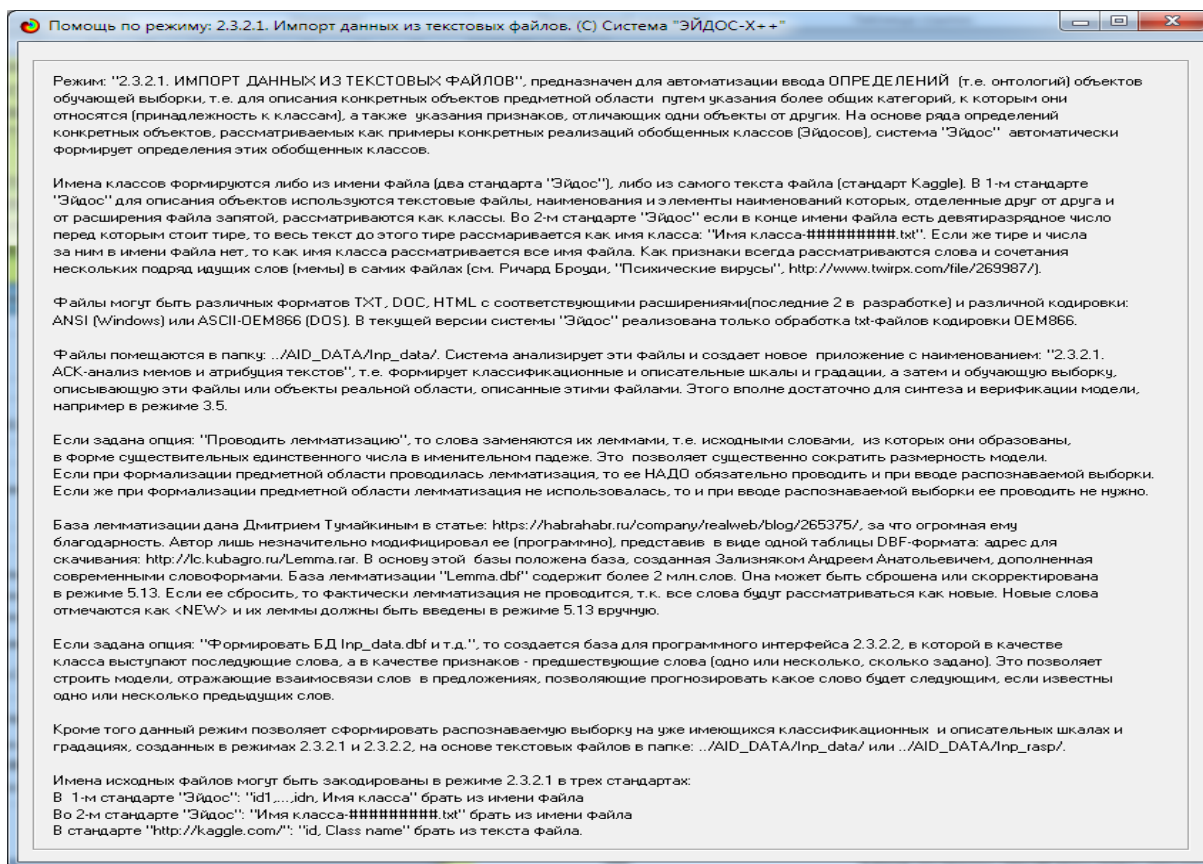 Помощь по режиму: 2.3.2.1. Импорт данных из текстовых файлов. (C) Система "ЭЙДОС-X++"
Режим: "2.3.2.1. ИМПОРТ ДАННЫХ ИЗ ТЕКСТОВЫХ ФАЙЛОВ", предназначен для автоматизации ввода ОПРЕДЕЛЕНИЙ (т.е. онтологий) объектов
обучающей выборки, т.е. для описания конкретных объектов предметной области путем указания более общих категорий, к которым они
относятся (принадлежность к классам), а также указания признаков, отличающих одни объекты от других. На основе ряда определений
конкретных объектов, рассматриваемых как примеры конкретных реализаций обобщенных классов (Эйдосов), система "Эйдос" автоматически
формирует определения этих обобщенных классов.
Имена классов формируются либо из имени файла (два стандарта "Эйдос"), либо из самого текста файла (стандарт Kaggle). В 1-м стандарте
"Эйдос" для описания объектов используются текстовые файлы, наименования и элементы наименований которых, отделенные друг от друга и
от расширения файла запятой, рассматриваются как классы. Во 2-м стандарте "Эйдос" если в конце имени файла есть девятиразрядное число
перед которым стоит тире, то весь текст до этого тире рассмаривается как имя класса: "Имя класса-#########.txt". Если же тире и числа
за ним в имени файла нет, то как имя класса рассматривается все имя файла. Как признаки всегда рассматриваются слова и сочетания
нескольких подряд идущих слов (мемы) в самих файлах (см. Ричард Броуди, "Психические вирусы", http://www.twirpx.com/file/269987/).
Файлы могут быть различных форматов TXT, DOC, HTML с соответствующими расширениями(последние 2 в разработке) и различной кодировки:
ANSI (Windows) или ASCII-OEM866 (DOS). В текущей версии системы "Эйдос" реализована только обработка txt-файлов кодировки OEM866.
Файлы помещаются в папку: ../AID_DATA/Inp_data/. Система анализирует эти файлы и создает новое приложение с наименованием: "2.3.2.1.
АСК-анализ мемов и атрибуция текстов", т.е. формирует классификационные и описательные шкалы и градации, а затем и обучающую выборку,
описывающую эти файлы или объекты реальной области, описанные этими файлами. Этого вполне достаточно для синтеза и верификации модели,
например в режиме 3.5.
Если задана опция: "Проводить лемматизацию", то слова заменяются их леммами, т.е. исходными словами, из которых они образованы,
в форме существительных единственного числа в именительном падеже. Это позволяет существенно сократить размерность модели.
Если при формализации предметной области проводилась лемматизация, то ее НАДО обязательно проводить и при вводе распознаваемой выборки.
Если же при формализации предметной области лемматизация не использовалась, то и при вводе распознаваемой выборки ее проводить не нужно.
База лемматизации дана Дмитрием Тумайкиным в статье: https://habrahabr.ru/company/realweb/blog/265375/, за что огромная ему
благодарность. Автор лишь незначительно модифицировал ее (программно), представив в виде одной таблицы DBF-формата: адрес для
скачивания: http://lc.kubagro.ru/Lemma.rar. В основу этой базы положена база, созданная Зализняком Андреем Анатольевичем, дополненная
современными словоформами. База лемматизации "Lemma.dbf" содержит более 2 млн.слов. Она может быть сброшена или скорректирована
в режиме 5.13. Если ее сбросить, то фактически лемматизация не проводится, т.к. все слова будут рассматриваться как новые. Новые слова
отмечаются как <NEW> и их леммы должны быть введены в режиме 5.13 вручную.
Если задана опция: "Формировать БД Inp_data.dbf и т.д.", то создается база для программного интерфейса 2.3.2.2, в которой в качестве
класса выступают последующие слова, а в качестве признаков - предшествующие слова (одно или несколько, сколько задано). Это позволяет
строить модели, отражающие взаимосвязи слов в предложениях, позволяющие прогнозировать какое слово будет следующим, если известны
одно или несколько предыдущих слов.
Кроме того данный режим позволяет сформировать распознаваемую выборку на уже имеющихся классификационных и описательных шкалах и
градациях, созданных в режимах 2.3.2.1 и 2.3.2.2, на основе текстовых файлов в папке: ../AID_DATA/Inp_data/ или ../AID_DATA/Inp_rasp/.
Имена исходных файлов могут быть закодированы в режиме 2.3.2.1 в трех стандартах:
В 1-м стандарте "Эйдос": "id1,...,idn, Имя класса" брать из имени файла
Во 2-м стандарте "Эйдос": "Имя класса-#########.txt" брать из имени файла
В стандарте "http://kaggle.com/": "id, Class name" брать из текста файла.